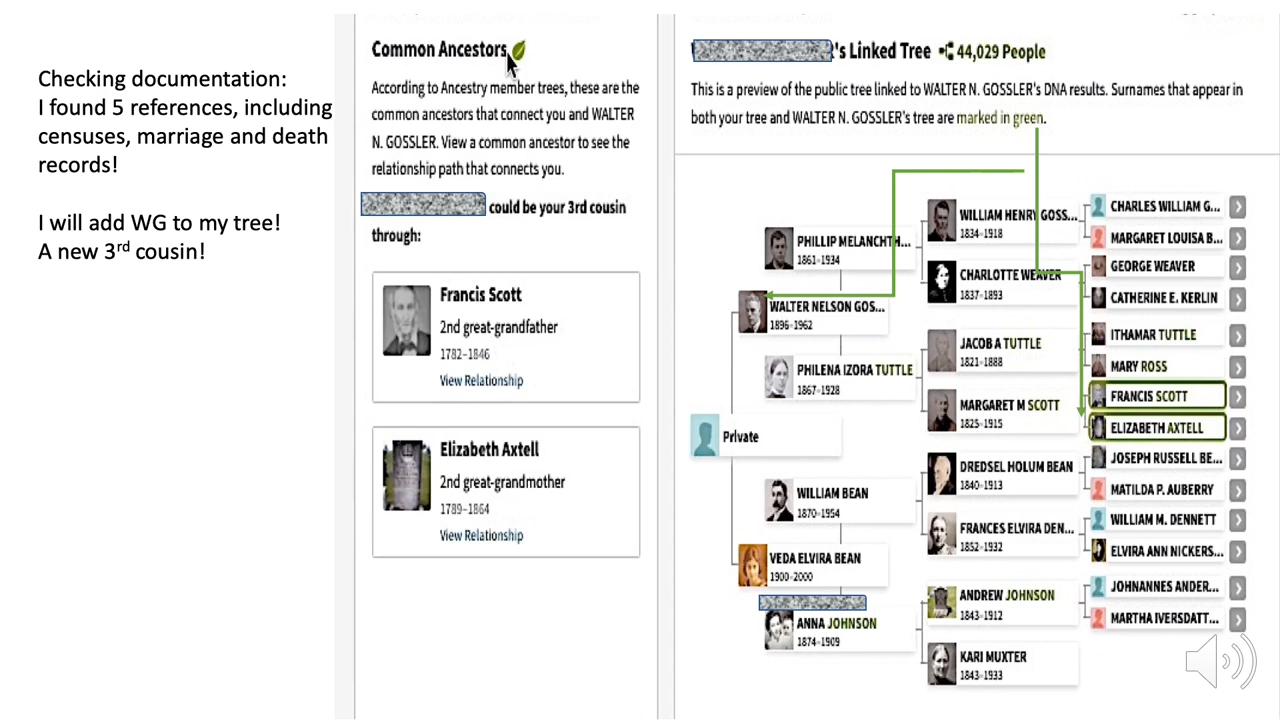 Checking documentation:
I found 5 references, including
censuses, marriage and death
records!
I will add WG to my tree!
A new 3rd cousin!
Common Ancestors
According to Ancestry member trees, these are the
common ancestors that connect you and WALTER
N. GOSSLER. View a common ancestor to see the
relationship path that connects you.
could be your 3rd cousin
through:
Francis Scott
2nd great-grandfather
1782–1846
View Relationship
Elizabeth Axtell
2nd great-grandmother
1789–1864
View Relationship
's Linked Tree 44,029 People
This is a preview of the public tree linked to WALTER N. GOSSLER's DNA results. Surnames that appear in
both your tree and WALTER N. GOSSLER's tree are marked in green.
Private
WALTER NELSON GOS...
1896–1962
VEDA ELVIRA BEAN
1900–2000
PHILLIP MELANCHTH...
1861–1934
PHILENA IZORA TUTTLE
1867–1928
WILLIAM BEAN
1870–1954
ANNA JOHNSON
1874–1909
WILLIAM HENRY GOSS...
1834–1918
CHARLOTTE WEAVER
1837–1893
JACOB A TUTTLE
1821–1888
MARGARET M SCOTT
1825–1915
DREDSEL HOLUM BEAN
1840–1913
FRANCES ELVIRA DEN...
1852–1932
ANDREW JOHNSON
1843–1912
KARI MUXTER
1843–1933
CHARLES WILLIAM G...
MARGARET LOUISA B...
GEORGE WEAVER
CATHERINE E. KERLIN
ITHAMAR TUTTLE
MARY ROSS
FRANCIS SCOTT
ELIZABETH AXTELL
JOSEPH RUSSELL BE...
MATILDA P. AUBERRY
WILLIAM M. DENNETT
ELVIRA ANN NICKERS...
JOHNANNES ANDER...
MARTHA IVERSDATT...